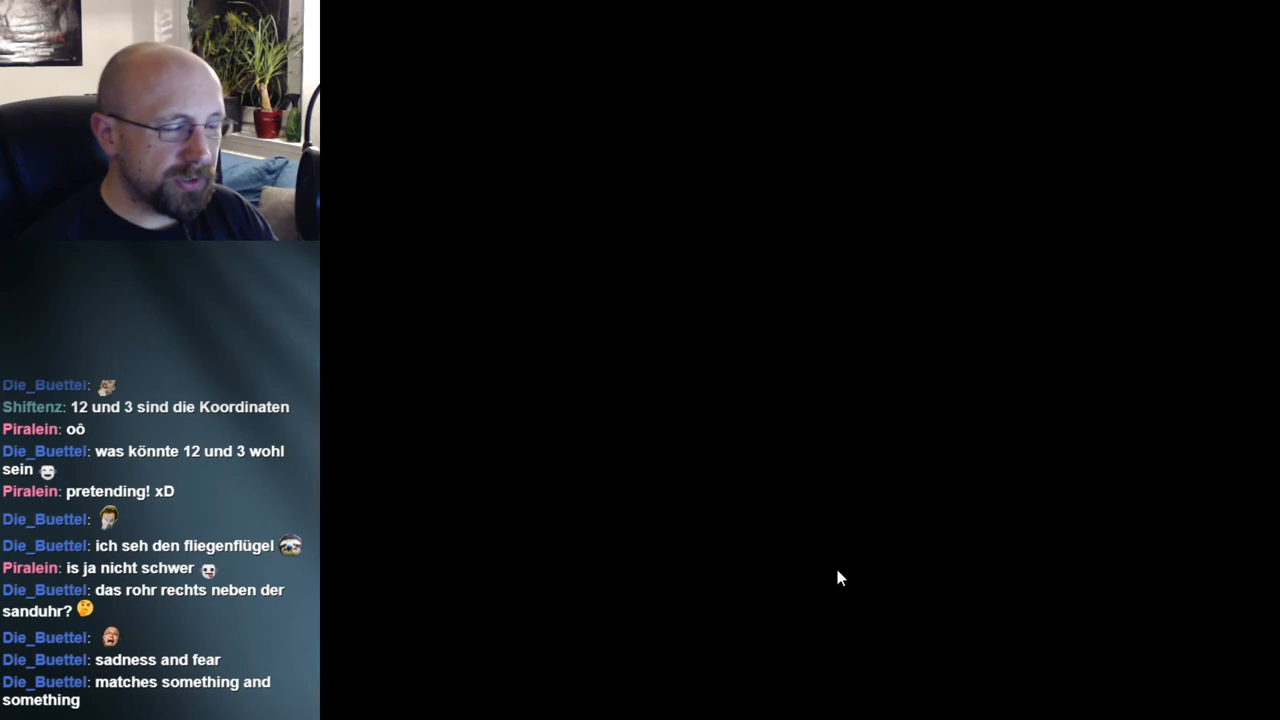 Die_Buettel:
Shiftenz: 12 und 3 sind die Koordinaten
Piralein: oô
Die_Buettel: was könnte 12 und 3 wohl
sein
Piralein: pretending! xD
Die_Buettel:
Die_Buettel: ich seh den fliegenflügel
Piralein: is ja nicht schwer
Die_Buettel: das rohr rechts neben der
sanduhr?
Die_Buettel:
Die_Buettel: sadness and fear
Die_Buettel: matches something and
something